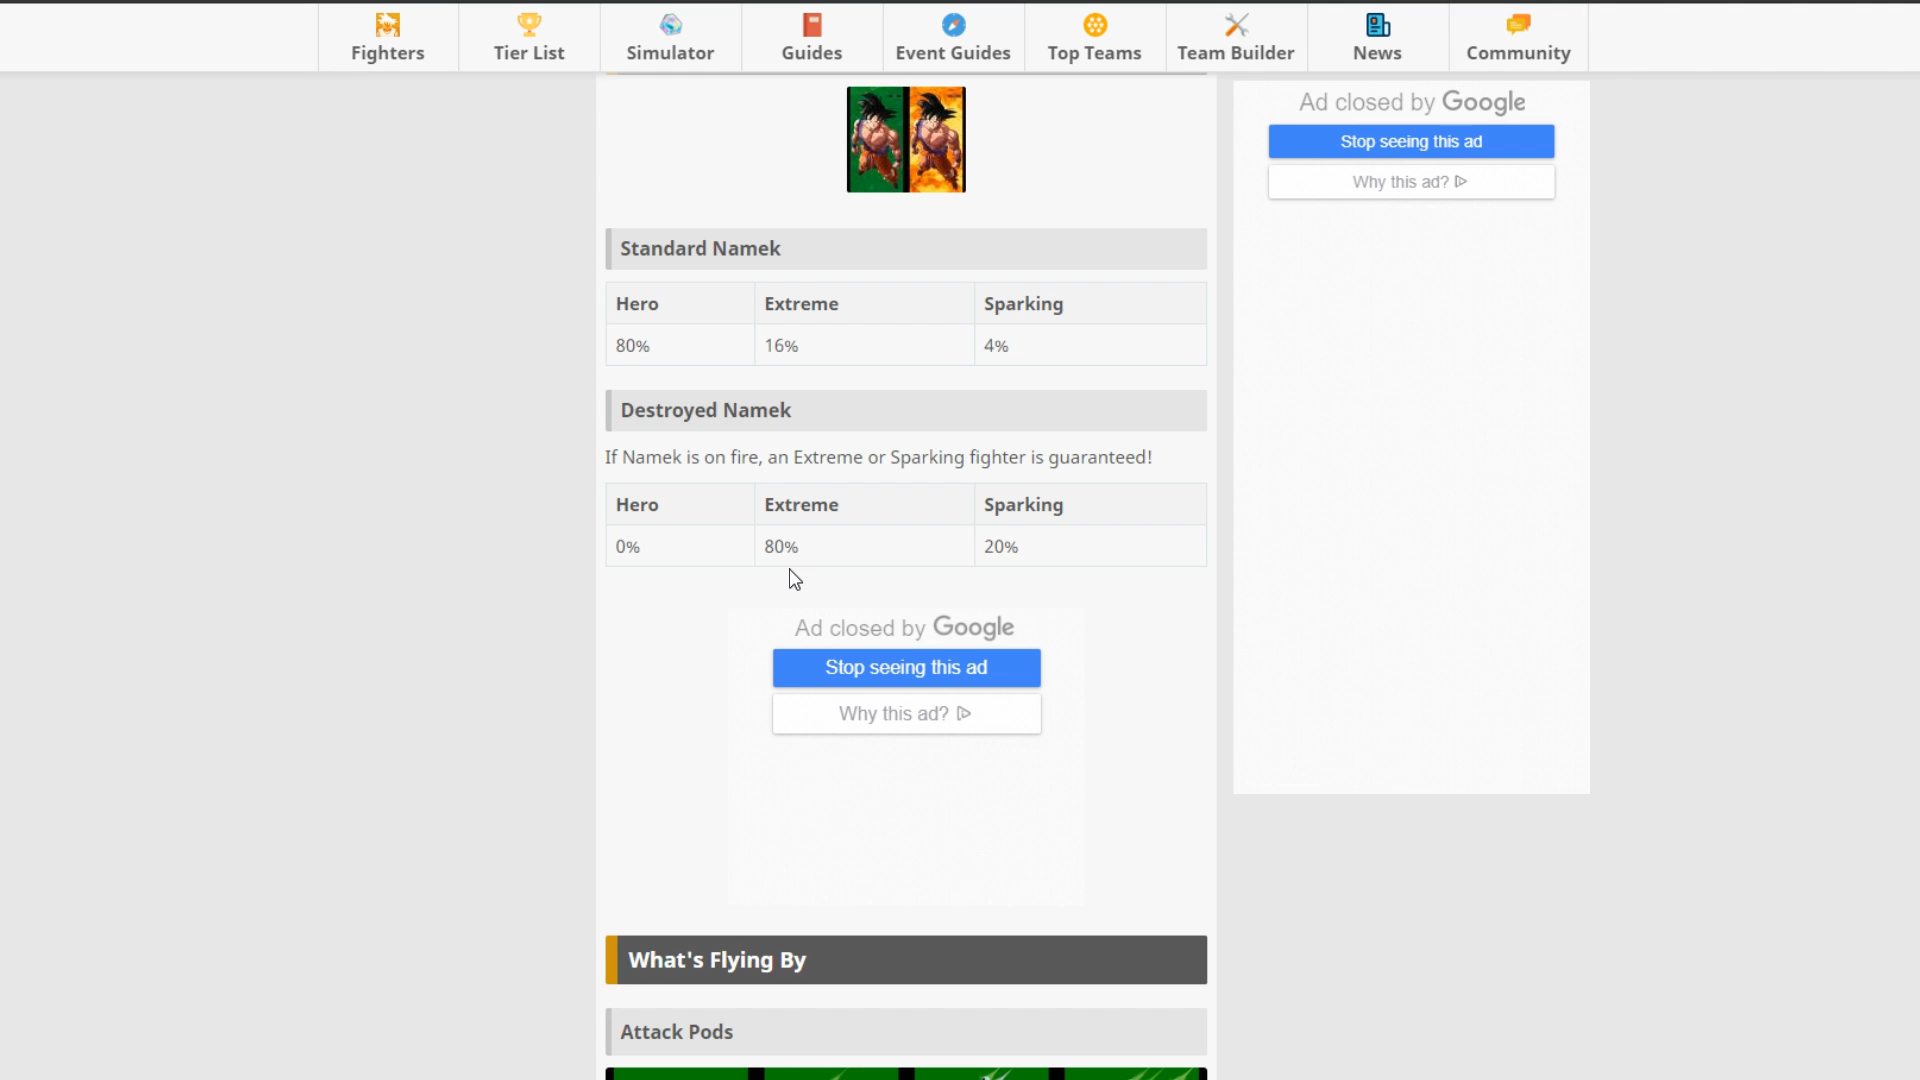 Fighters Tier List Simulator Guides Event Guides Top Teams Team Builder News Community
Ad closed by Google
Stop seeing this ad
Why this ad?
Standard Namek
Hero Extreme Sparking
80% 16% 4%
Destroyed Namek
If Namek is on fire, an Extreme or Sparking fighter is guaranteed!
Hero Extreme Sparking
0% 80% 20%
Ad closed by Google
Stop seeing this ad
Why this ad?
What's Flying By
Attack Pods